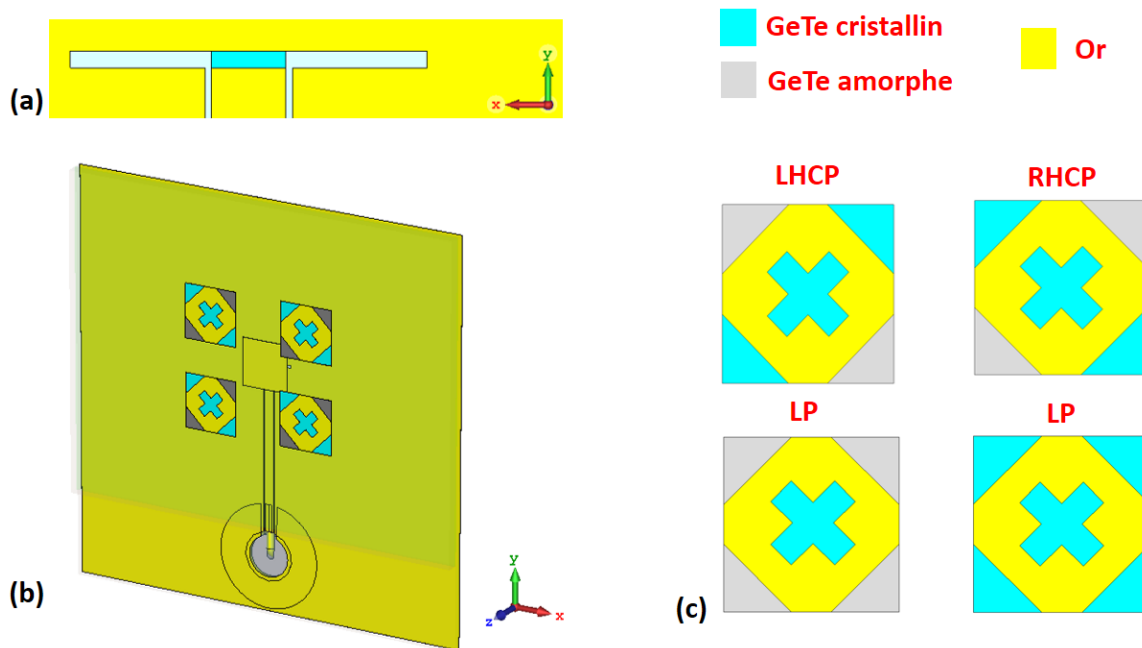 GeTe cristallin
Or
GeTe amorphe
(a)
y
x
LHCP
RHCP
LP
LP
(b)
y
x
z
(c)